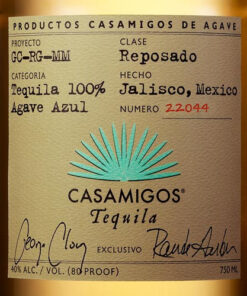 PRODUCTOS CASAMIGOS DE AGAVE
PROYECTO CLASE
GC-RG-MM Reposado
CATEGORIA HECHO
Tequila 100% Jalisco, Mexico
Agave Azul NUMERO 22044
CASAMIGOS®
Tequila
EXCLUSIVO
40% ALC. / VOL. (80 PROOF) 750 ML